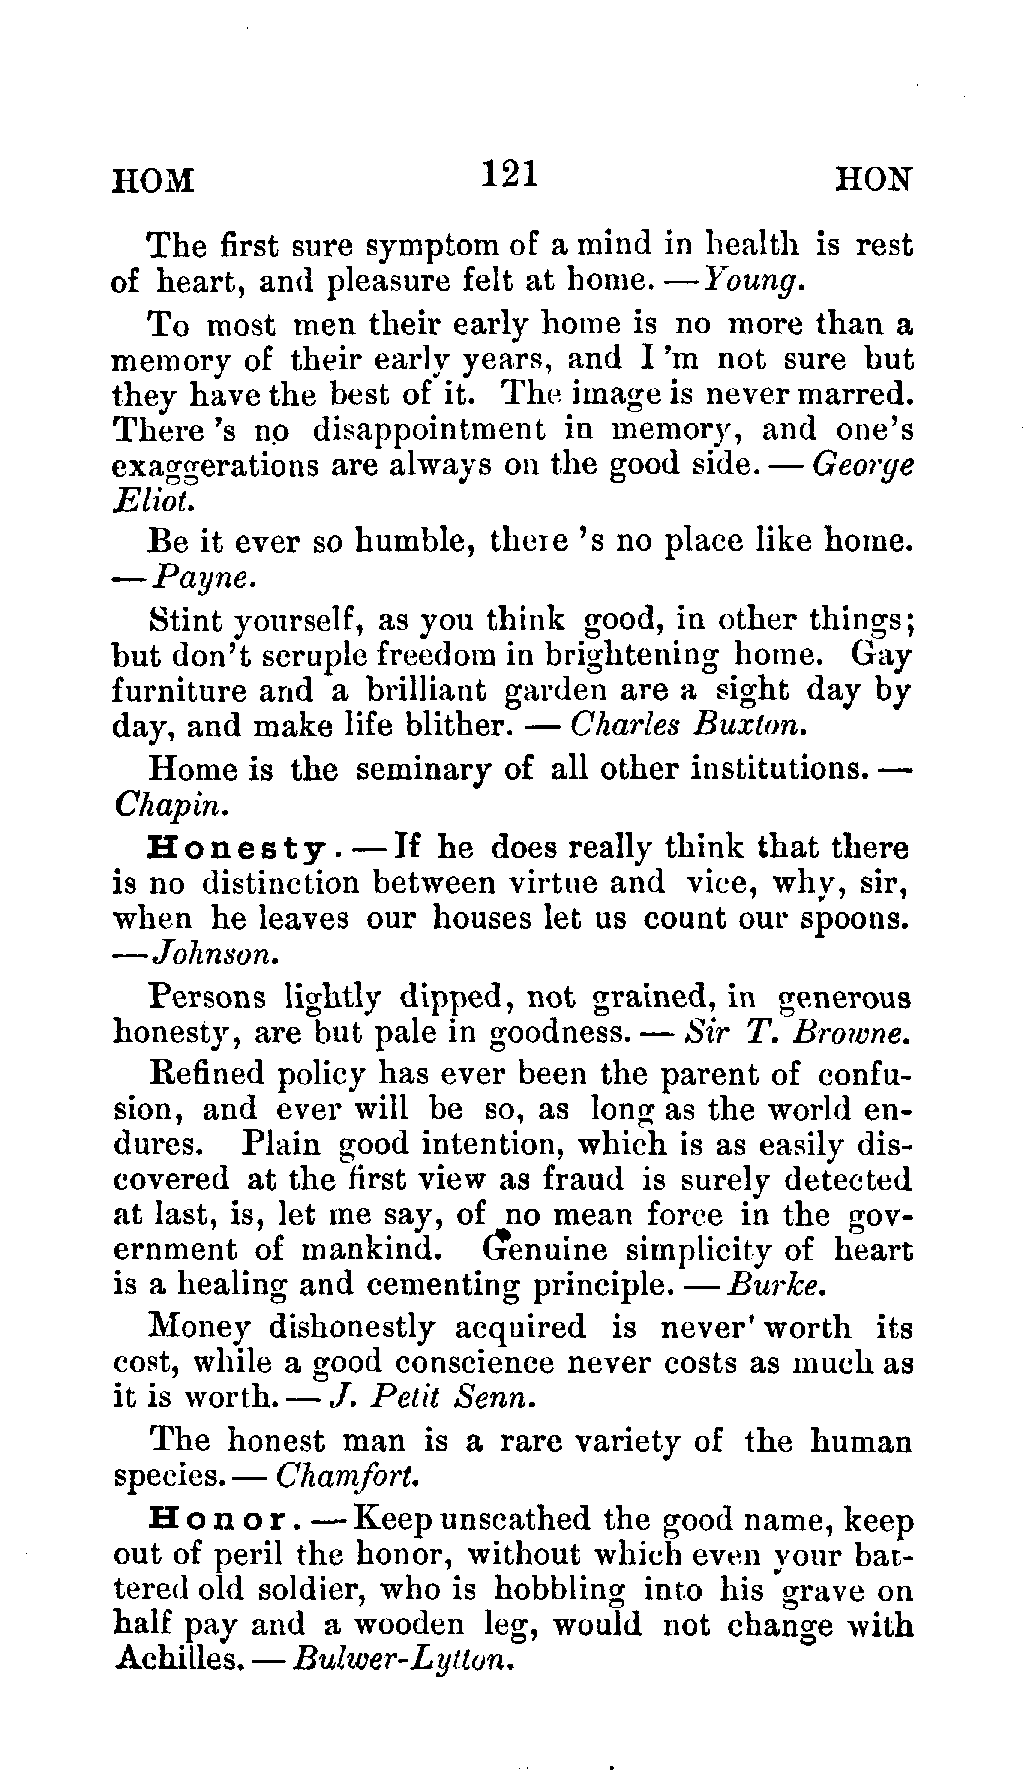 HOM 121 HON
The first sure symptom of a mind in health is rest
of heart, and pleasure felt at home. — Young.
To most men their early home is no more than a
memory of their early years, and I 'm not sure but
they have the best of it. The image is never marred.
There 's no disappointment in memory, and one's
exaggerations are always on the good side. — George
Eliot.
Be it ever so humble, there 's no place like home.
— Payne.
Stint yourself, as you think good, in other things;
but don't scruple freedom in brightening home. Gay
furniture and a brilliant garden are a sight day by
day, and make life blither. — Charles Buxton.
Home is the seminary of all other institutions. —
Chapin.
Honesty. — If he does really think that there
is no distinction between virtue and vice, why, sir,
when he leaves our houses let us count our spoons.
— Johnson.
Persons lightly dipped, not grained, in generous
honesty, are but pale in goodness. — Sir T. Browne.
Refined policy has ever been the parent of confu-
sion, and ever will be so, as long as the world en-
dures. Plain good intention, which is as easily dis-
covered at the first view as fraud is surely detected
at last, is, let me say, of no mean force in the gov-
ernment of mankind. Genuine simplicity of heart
is a healing and cementing principle. — Burke.
Money dishonestly acquired is never' worth its
cost, while a good conscience never costs as much as
it is worth. — J. Petit Senn.
The honest man is a rare variety of the human
species. — Chamfort.
Honor. — Keep unscathed the good name, keep
out of peril the honor, without which even your bat-
tered old soldier, who is hobbling into his grave on
half pay and a wooden leg, would not change with
Achilles. — Bulwer-Lytton.